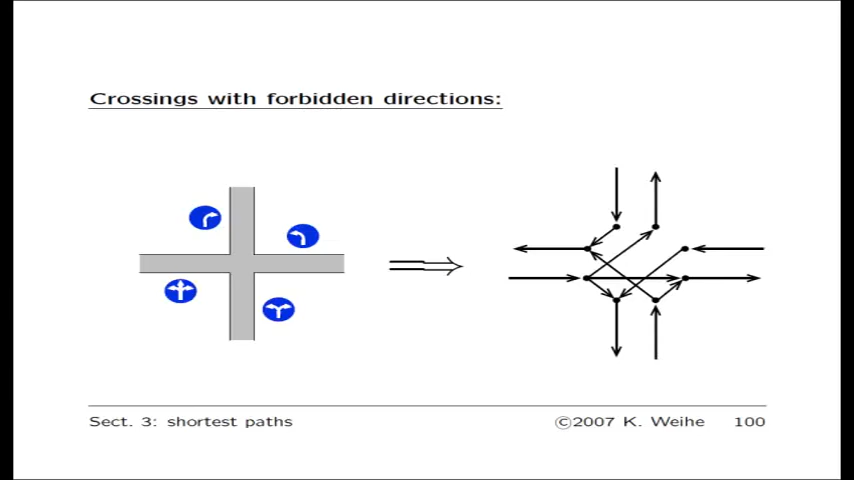 Crossings with forbidden directions:
Sect. 3: shortest paths
©2007 K. Weihe 100